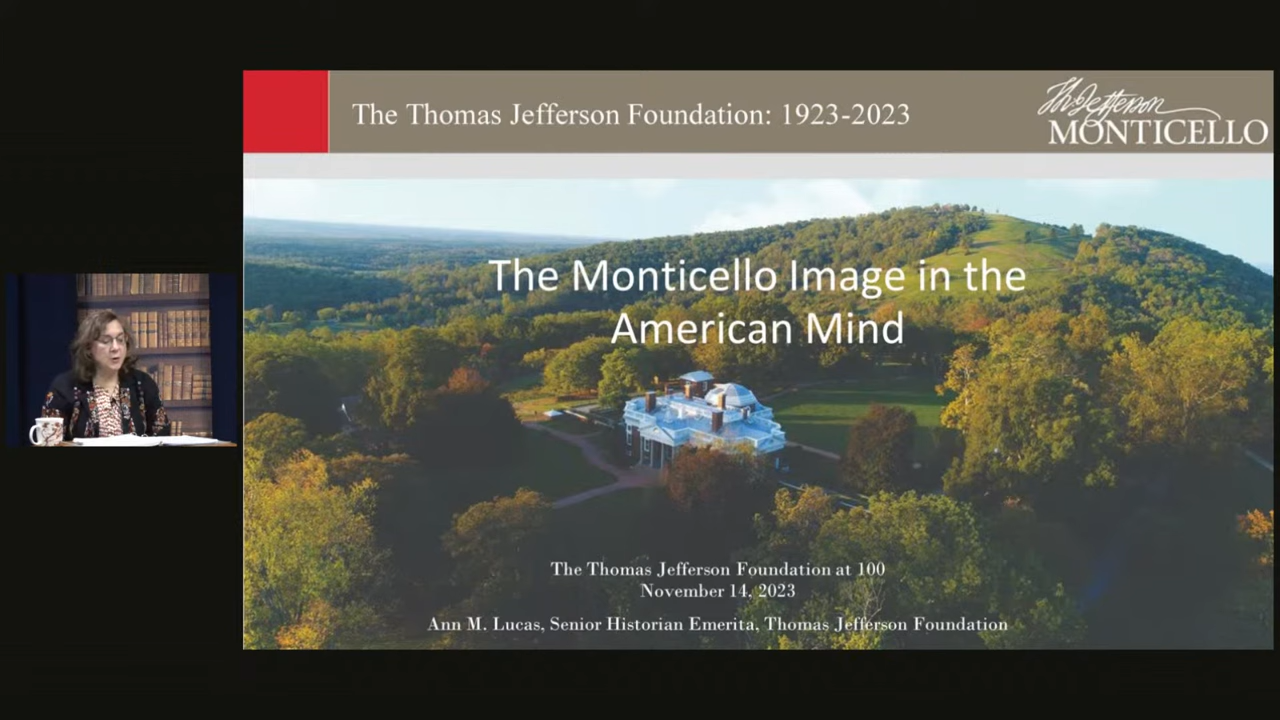 The Thomas Jefferson Foundation: 1923-2023
Th. Jefferson
MONTICELLO
The Monticello Image in the
American Mind
The Thomas Jefferson Foundation at 100
November 14, 2023
Ann M. Lucas, Senior Historian Emerita, Thomas Jefferson Foundation